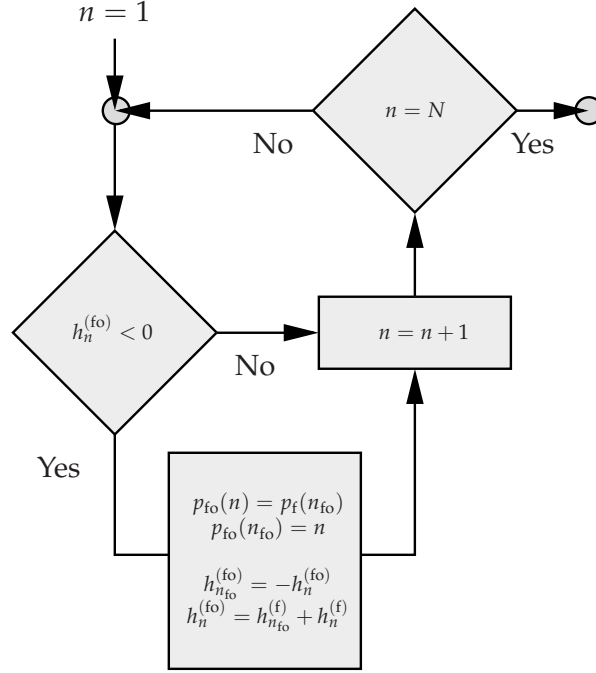 n = 1
n = N
No
Yes
h_n^{(fo)} < 0
n = n + 1
No
Yes
p_{fo}(n) = p_f(n_{fo})
p_{fo}(n_{fo}) = n
h_{n_{fo}}^{(fo)} = −h_n^{(fo)}
h_n^{(fo)} = h_{n_{fo}}^{(f)} + h_n^{(f)}